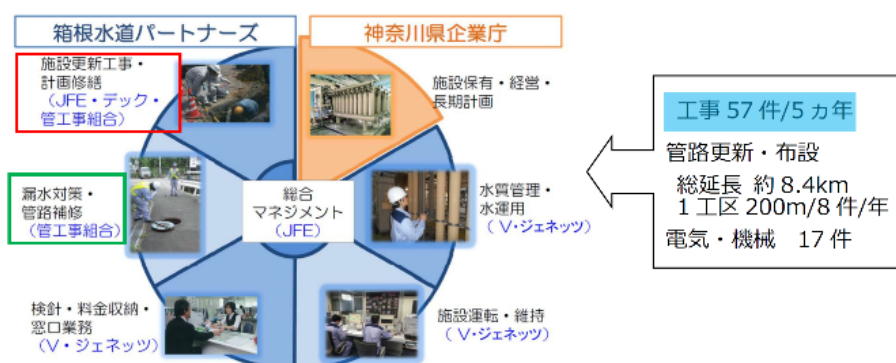 箱根水道パートナーズ
神奈川県企業庁
施設更新工事・
計画修繕
（JFE・デック・
管工事組合）
施設保有・経営・
長期計画
工事 57 件/5 ヵ年
管路更新・布設
総延長 約 8.4km
1 工区 200m/8 件/年
電気・機械 17 件
漏水対策・
管路補修
（管工事組合）
総合
マネジメント
（JFE）
水質管理・
水運用
（ V・ジェネッツ）
検針・料金収納・
窓口業務
（V・ジェネッツ）
施設運転・維持
（ V・ジェネッツ）